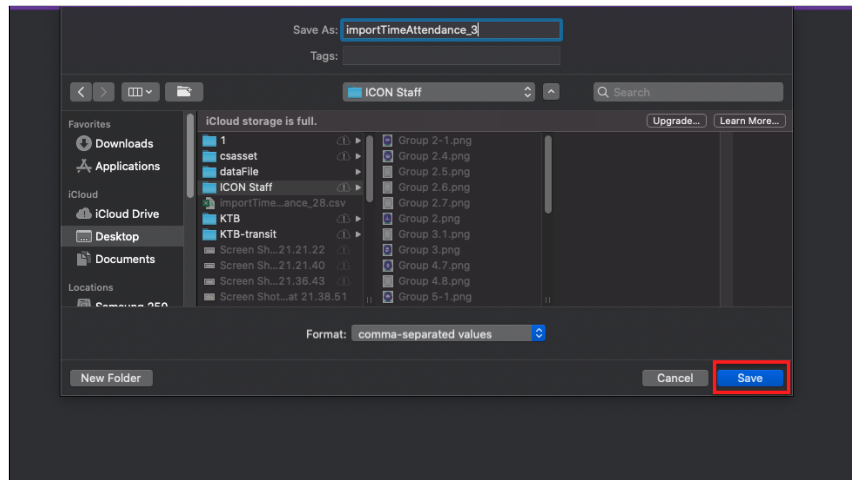 Save As: importTimeAttendance_3
Tags:
ICON Staff
Search
Favorites
Downloads
Applications
iCloud
iCloud Drive
Desktop
Documents
Locations
Samsung 250
iCloud storage is full.
Upgrade...
Learn More...
1
csasset
dataFile
ICON Staff
importTime...ance_28.csv
KTB
KTB-transit
Screen Sh...21.21.22
Screen Sh...21.21.40
Screen Sh...21.36.43
Screen Shot...at 21.38.51
Group 2-1.png
Group 2.4.png
Group 2.5.png
Group 2.6.png
Group 2.7.png
Group 2.png
Group 3.1.png
Group 3.png
Group 4.7.png
Group 4.8.png
Group 5-1.png
Format: comma-separated values
New Folder
Cancel
Save